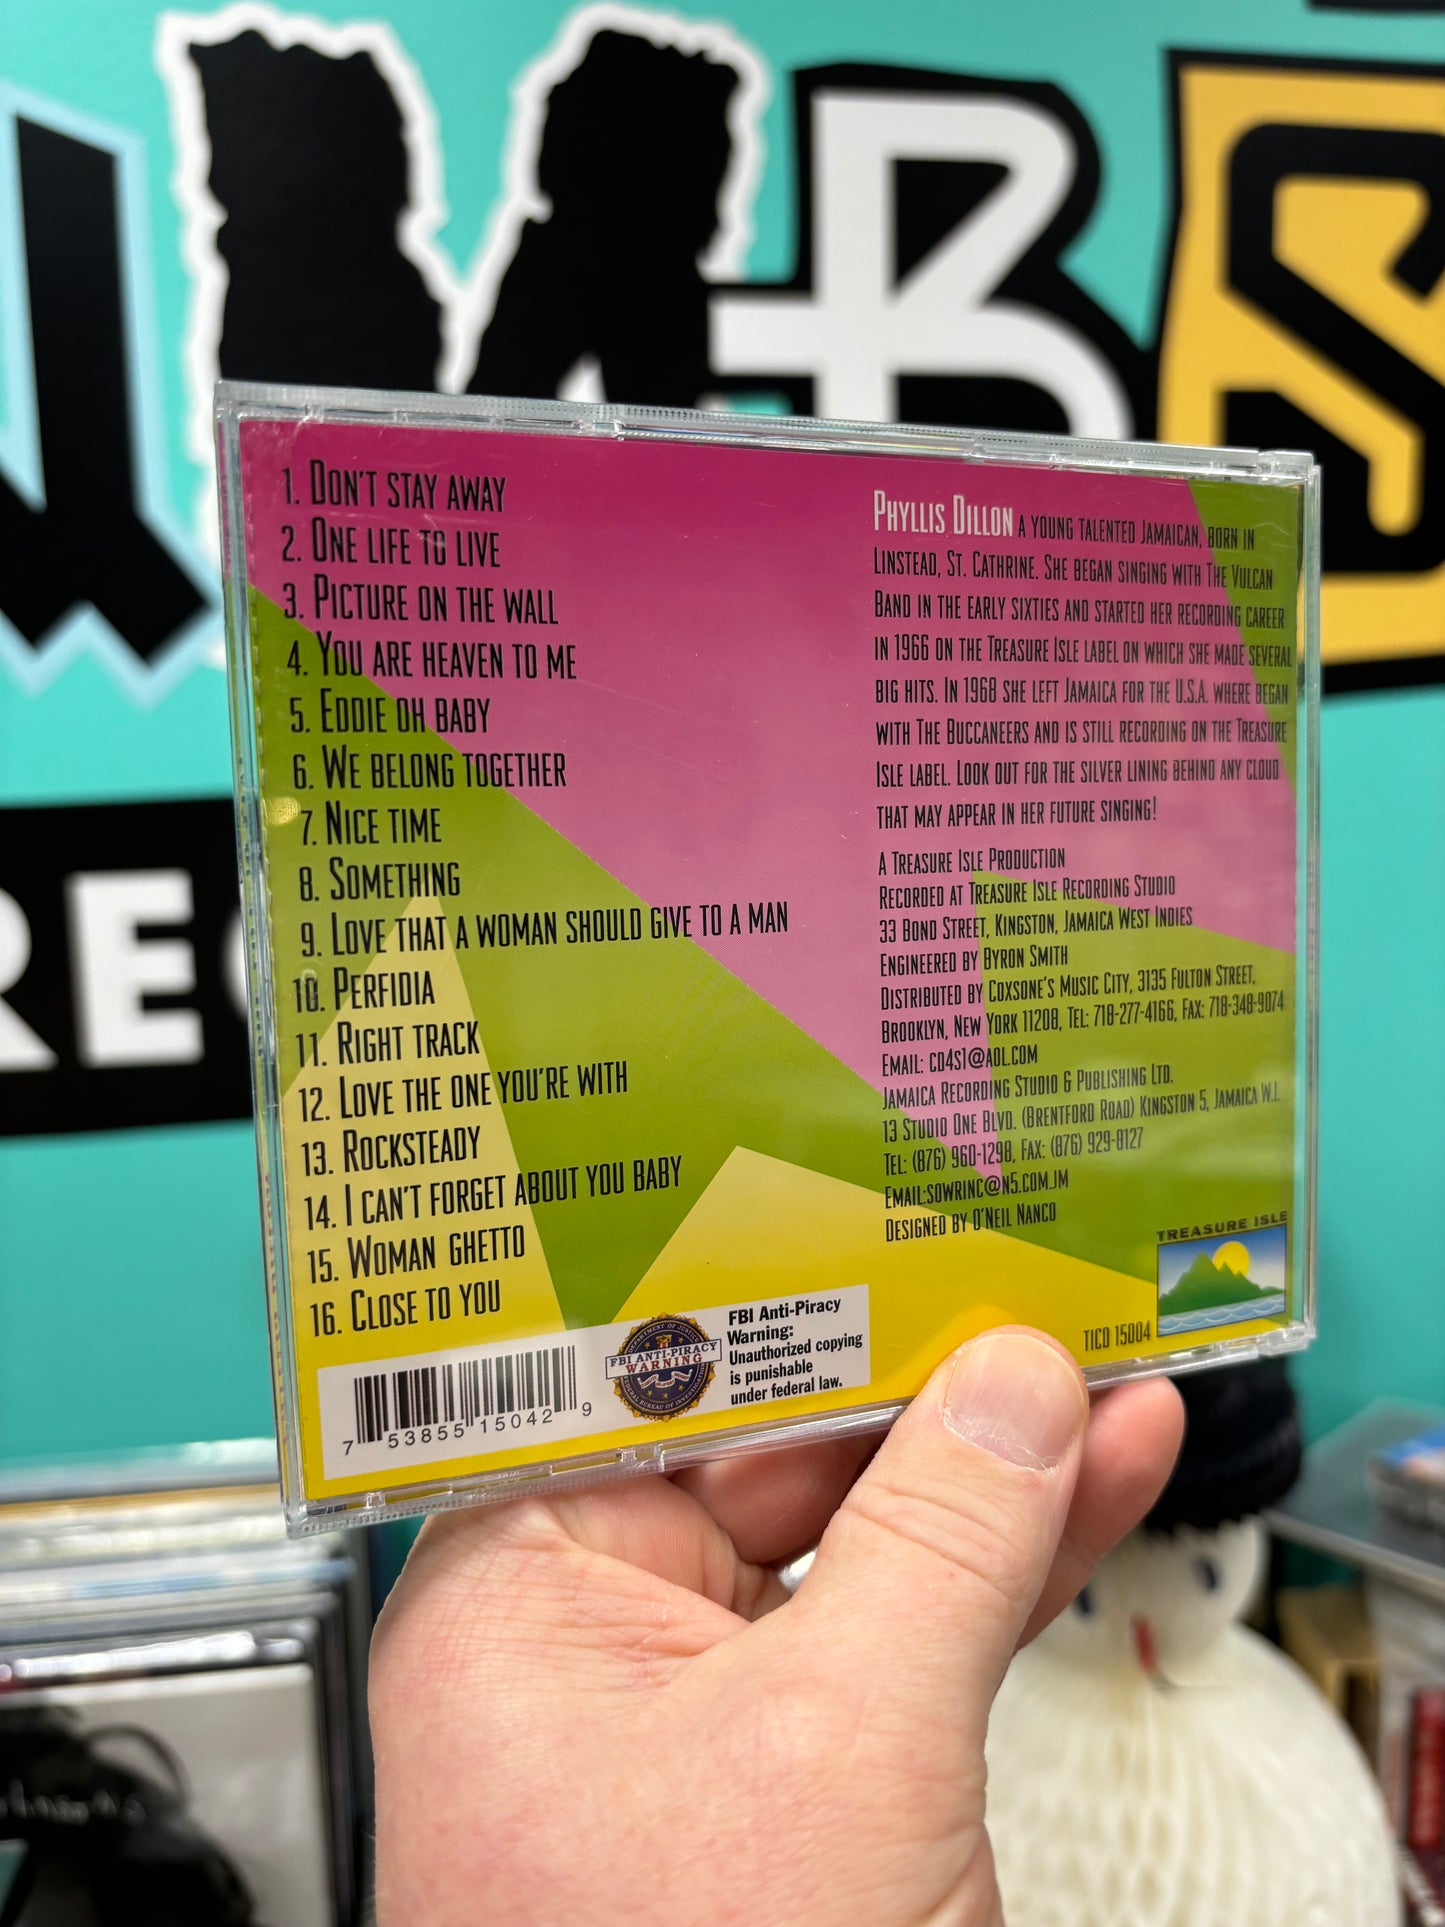 1. Don't stay away
2. One life to live
3. Picture on the wall
4. You are heaven to me
5. Eddie oh baby
6. We belong together
7. Nice time
8. Something
9. Love that a woman should give to a man
10. Perfidia
11. Right track
12. Love the one you're with
13. Rocksteady
14. I can't forget about you baby
15. Woman ghetto
16. Close to you
Phyllis Dillon a young talented Jamaican, born in
Linstead, St. Cathrine. She began singing with The Vulcan
Band in the early sixties and started her recording career
in 1966 on the Treasure Isle label on which she made several
big hits. In 1968 she left Jamaica for the U.S.A. where began
with The Buccaneers and is still recording on the Treasure
Isle label. Look out for the silver lining behind any cloud
that may appear in her future singing!
A Treasure Isle Production
Recorded at Treasure Isle Recording Studio
33 Bond Street, Kingston, Jamaica West Indies
Engineered by Byron Smith
Distributed by Coxsone's Music City, 3135 Fulton Street,
Brooklyn, New York 11208, Tel: 718-277-4166, Fax: 718-348-9074
Email: cd4s1@aol.com
Jamaica Recording Studio & Publishing Ltd.
13 Studio One Blvd. (Brentford Road) Kingston 5, Jamaica W.I.
Tel: (876) 960-1298, Fax: (876) 929-8127
Email:sowrinc@n5.com.jm
Designed by O'Neil Nanco
TREASURE ISLE
TICD 15004
FBI ANTI-PIRACY
WARNING
FBI Anti-Piracy
Warning:
Unauthorized copying
is punishable
under federal law.
7 53855 15042 9